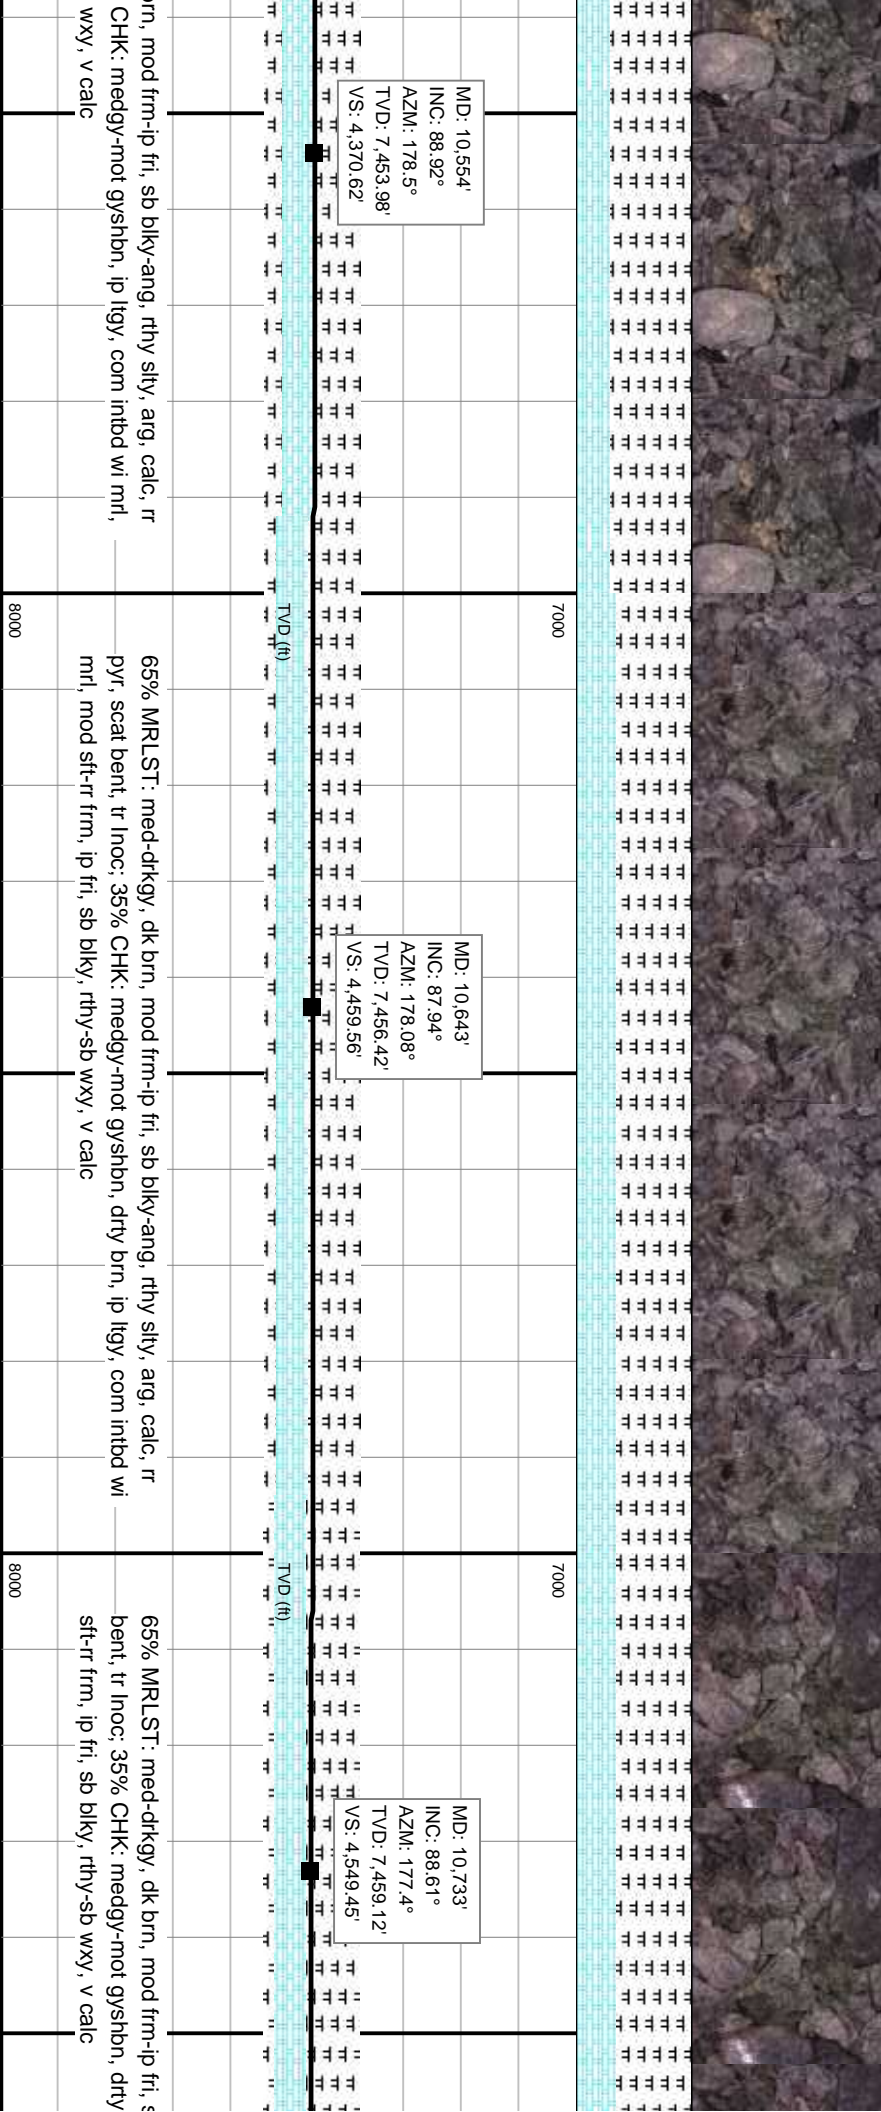 MD: 10,554'
INC: 88.92°
AZM: 178.5°
TVD: 7,453.98'
VS: 4,370.62'
mod frm-ip fri, sb blky-ang, rthy slty, arg, calc, rr
CHK: medgy-mot gyshbn, ip ltgy, com intbd wi mrl,
wxy, v calc
7000
TVD (ft)
8000
MD: 10,643'
INC: 87.94°
AZM: 178.08°
TVD: 7,456.42'
VS: 4,459.56'
65% MRLST: med-drkgy, dk brn, mod frm-ip fri, sb blky-ang, rthy slty, arg, calc, rr
pyr, scat bent, tr Inoc; 35% CHK: medgy-mot gyshbn, drty brn, ip ltgy, com intbd wi
mrl, mod sft-rr frm, ip fri, sb blky, rthy-sb wxy, v calc
7000
TVD (ft)
8000
MD: 10,733'
INC: 88.61°
AZM: 177.4°
TVD: 7,459.12'
VS: 4,549.45'
65% MRLST: med-drkgy, dk brn, mod frm-ip fri,
bent, tr Inoc; 35% CHK: medgy-mot gyshbn, drty
sft-rr frm, ip fri, sb blky, rthy-sb wxy, v calc